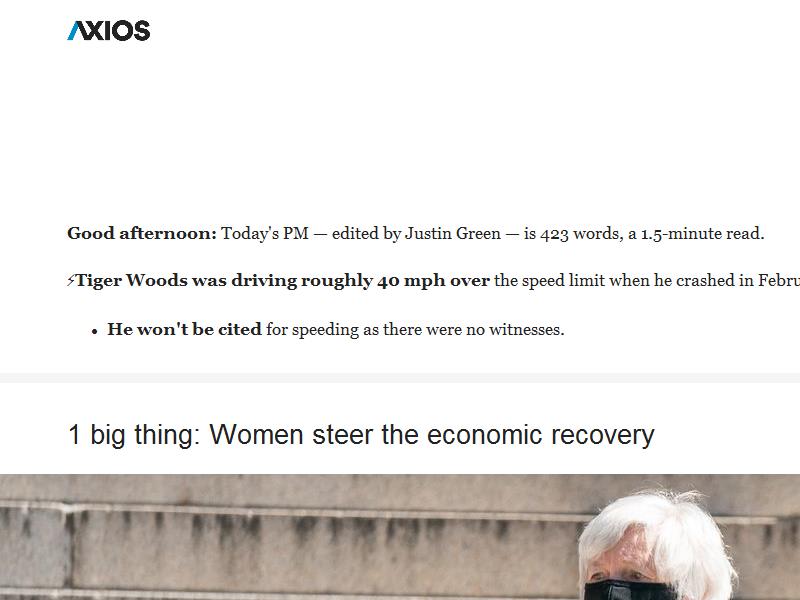 AXIOS
Good afternoon: Today's PM — edited by Justin Green — is 423 words, a 1.5-minute read.
⚡Tiger Woods was driving roughly 40 mph over the speed limit when he crashed in Febru
• He won't be cited for speeding as there were no witnesses.
1 big thing: Women steer the economic recovery